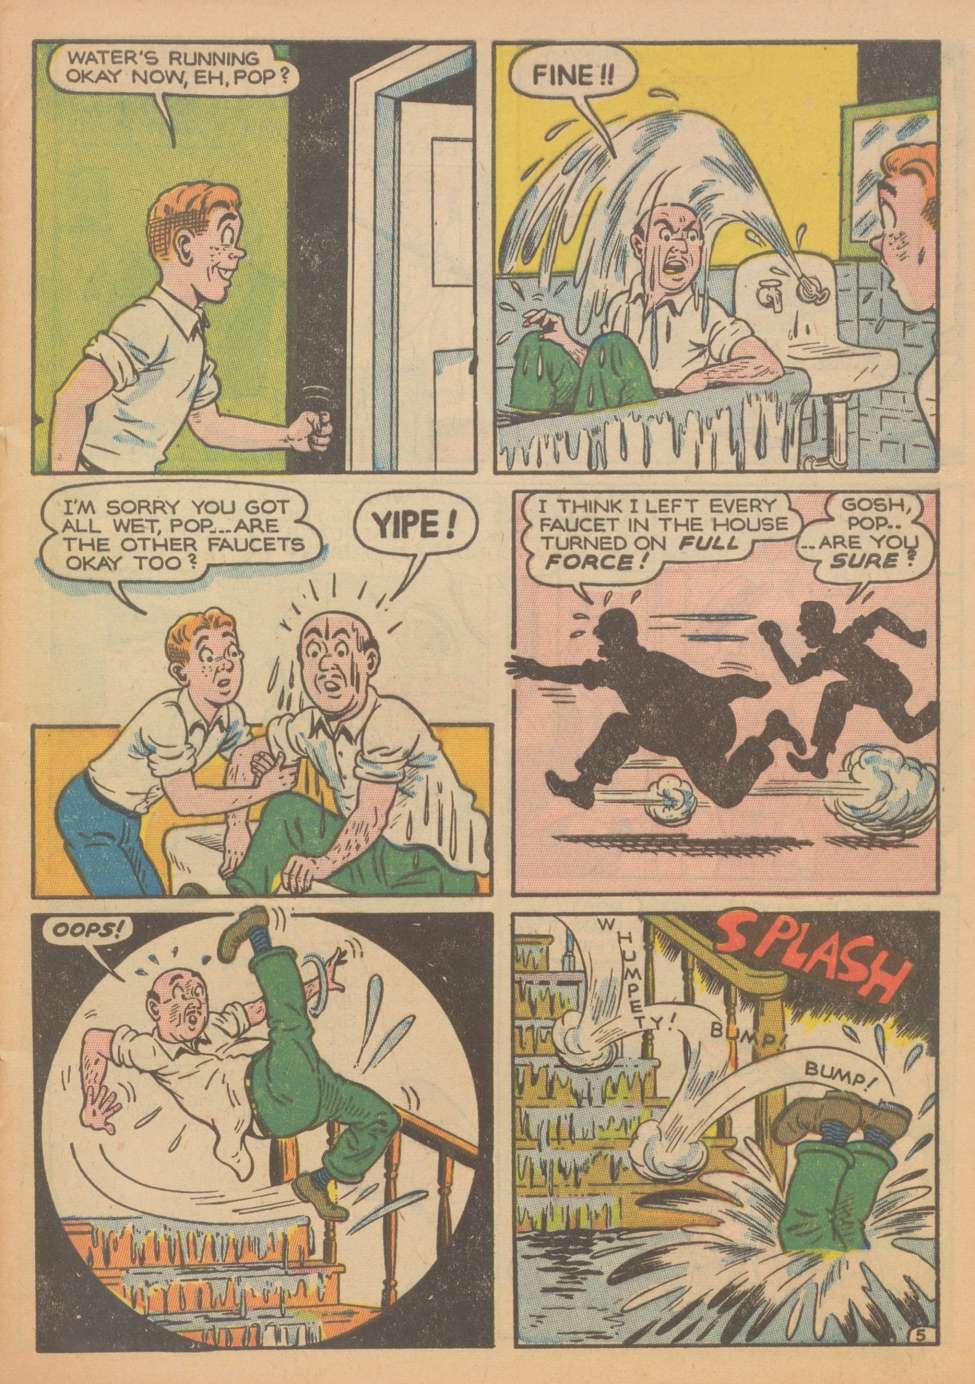 WATER'S RUNNING
OKAY NOW, EH, POP?
FINE!!
I'M SORRY YOU GOT
ALL WET, POP....ARE
THE OTHER FAUCETS
OKAY TOO?
YIPE!
I THINK I LEFT EVERY
FAUCET IN THE HOUSE
TURNED ON FULL
FORCE!
GOSH,
POP..
...ARE YOU
SURE?
OOPS!
WHUMPETY!
BUMP!
BUMP!
SPLASH
5